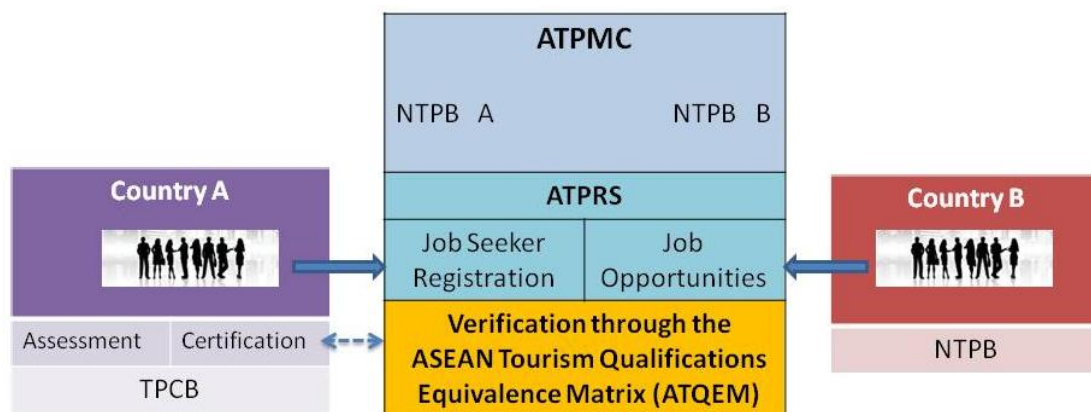 ATPMC
NTPB A
NTPB B
Country A
ATPRS
Country B
Job Seeker
Registration
Job
Opportunities
Assessment
Certification
TPCB
Verification through the
ASEAN Tourism Qualifications
Equivalence Matrix (ATQEM)
NTPB